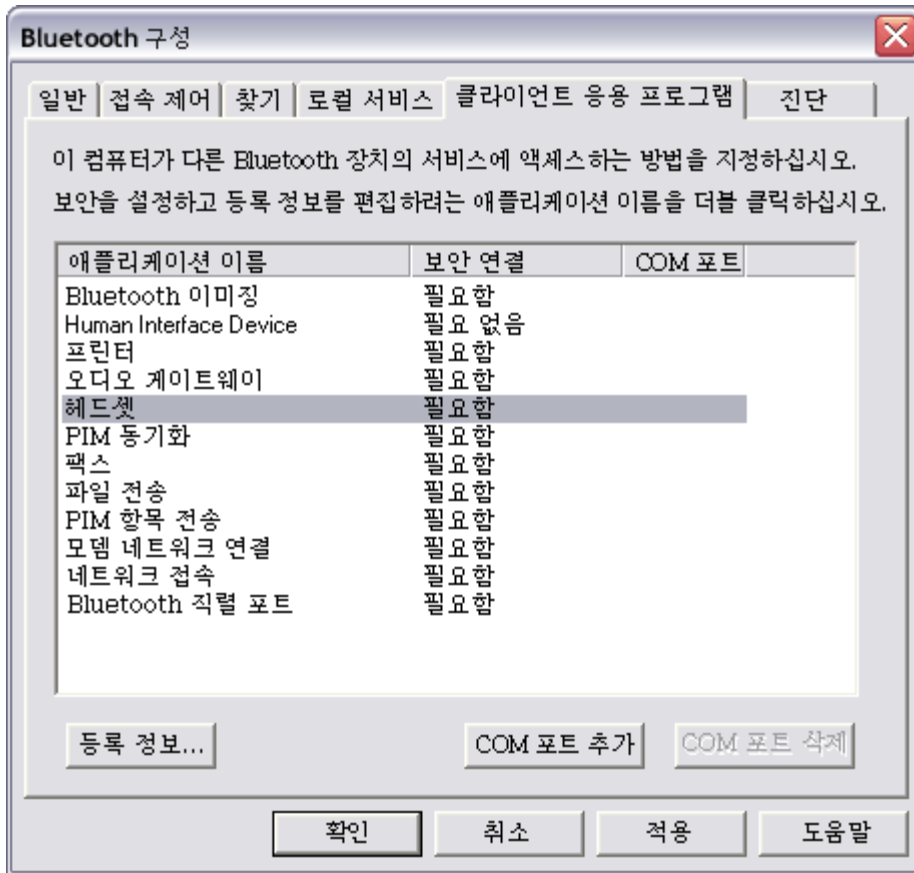 Bluetooth 구성
일반 접속 제어 찾기 로컬 서비스 클라이언트 응용 프로그램 진단
이 컴퓨터가 다른 Bluetooth 장치의 서비스에 액세스하는 방법을 지정하십시오.
보안을 설정하고 등록 정보를 편집하려는 애플리케이션 이름을 더블 클릭하십시오.
애플리케이션 이름 보안 연결 COM 포트
Bluetooth 이미징 필요함
Human Interface Device 필요 없음
프린터 필요함
오디오 게이트웨이 필요함
헤드셋 필요함
PIM 동기화 필요함
팩스 필요함
파일 전송 필요함
PIM 항목 전송 필요함
모뎀 네트워크 연결 필요함
네트워크 접속 필요함
Bluetooth 직렬 포트 필요함
등록 정보... COM 포트 추가 COM 포트 삭제
확인 취소 적용 도움말